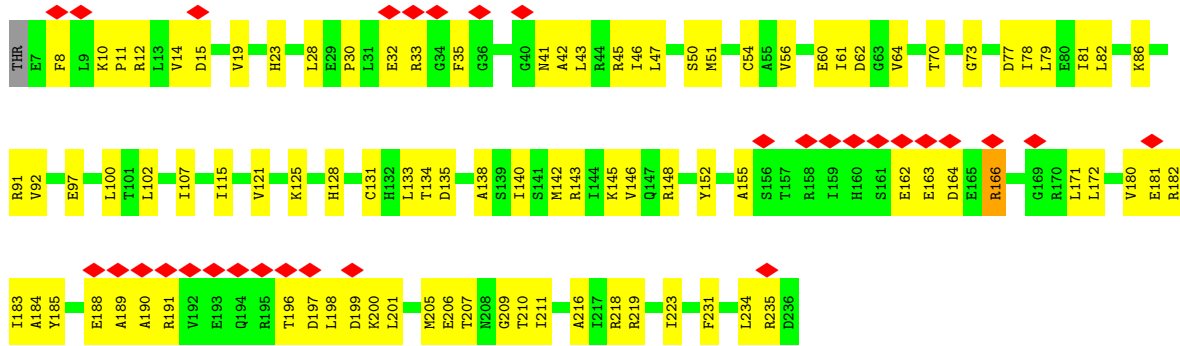 THR E7 F8 L9 K10 P11 R12 L13 V14 D15 V19 H23 L28 E29 P30 L31 E32 R33 G34 F35 G36 G40 N41 A42 L43 R44 R45 I46 L47 S50 M51 C54 A55 V56 E60 I61 D62 G63 V64 T70 G73 D77 I78 L79 E80 I81 L82 K86
R91 V92 E97 L100 T101 L102 I107 I115 V121 K125 H128 C131 H132 L133 T134 D135 A138 S139 I140 S141 M142 R143 I144 K145 V146 Q147 R148 Y152 A155 S156 T157 R158 I159 H160 S161 E162 E163 D164 E165 R166 G169 R170 L171 L172 V180 E181 R182
I183 A184 Y185 E188 A189 A190 R191 V192 E193 Q194 R195 T196 D197 L198 D199 K200 L201 M205 E206 T207 N208 G209 T210 I211 A216 I217 R218 R219 I223 F231 L234 R235 D236